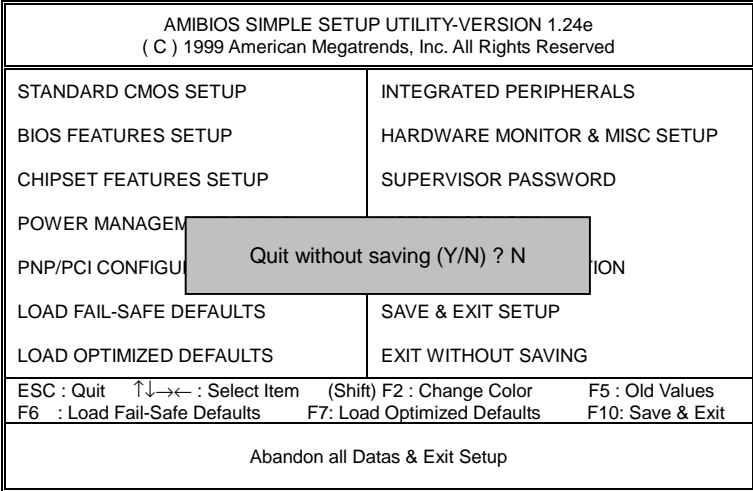 AMIBIOS SIMPLE SETUP UTILITY-VERSION 1.24e
( C ) 1999 American Megatrends, Inc. All Rights Reserved
STANDARD CMOS SETUP
BIOS FEATURES SETUP
CHIPSET FEATURES SETUP
POWER MANAGEM
PNP/PCI CONFIGU
LOAD FAIL-SAFE DEFAULTS
LOAD OPTIMIZED DEFAULTS
INTEGRATED PERIPHERALS
HARDWARE MONITOR & MISC SETUP
SUPERVISOR PASSWORD
TION
SAVE & EXIT SETUP
EXIT WITHOUT SAVING
Quit without saving (Y/N) ? N
ESC : Quit ↑↓→← : Select Item (Shift) F2 : Change Color F5 : Old Values
F6 : Load Fail-Safe Defaults F7: Load Optimized Defaults F10: Save & Exit
Abandon all Datas & Exit Setup